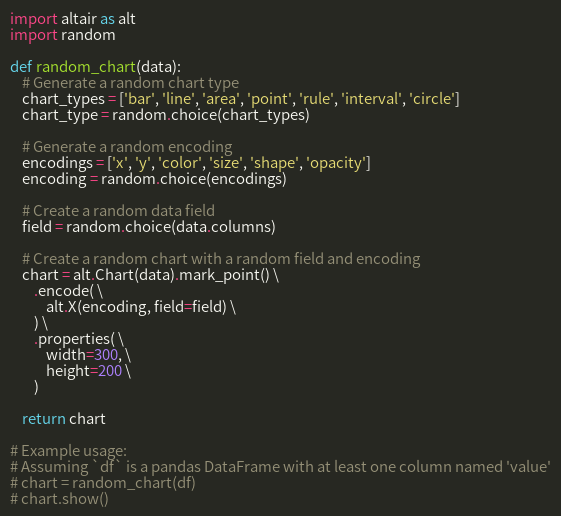 import altair as alt
import random

def random_chart(data):
    # Generate a random chart type
    chart_types = ['bar', 'line', 'area', 'point', 'rule', 'interval', 'circle']
    chart_type = random.choice(chart_types)

    # Generate a random encoding
    encodings = ['x', 'y', 'color', 'size', 'shape', 'opacity']
    encoding = random.choice(encodings)

    # Create a random data field
    field = random.choice(data.columns)

    # Create a random chart with a random field and encoding
    chart = alt.Chart(data).mark_point() \
        .encode( \
            alt.X(encoding, field=field) \
        ) \
        .properties( \
            width=300, \
            height=200 \
        )

    return chart

# Example usage:
# Assuming `df` is a pandas DataFrame with at least one column named 'value'
# chart = random_chart(df)
# chart.show()